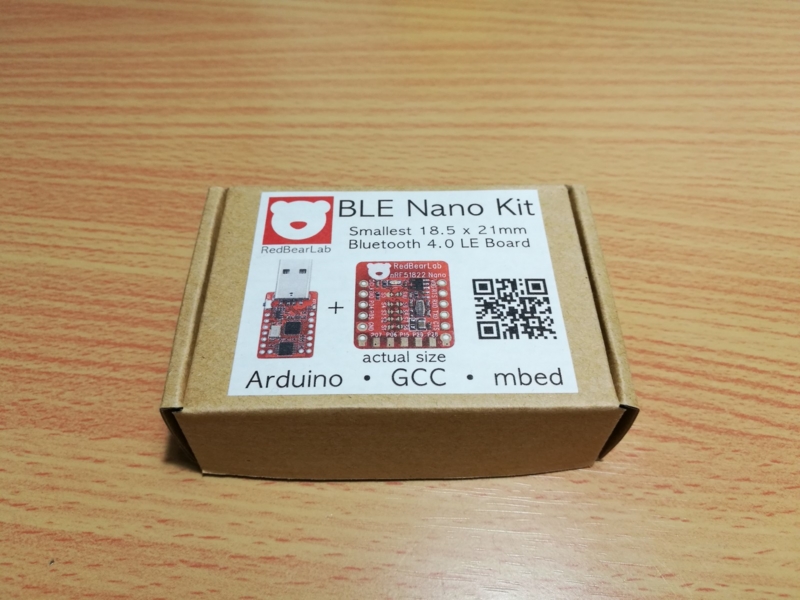 BLE Nano Kit
Smallest 18.5 x 21mm
Bluetooth 4.0 LE Board
RedBearLab
RedBearLab
nRF51822 Nano
actual size
Arduino • GCC • mbed